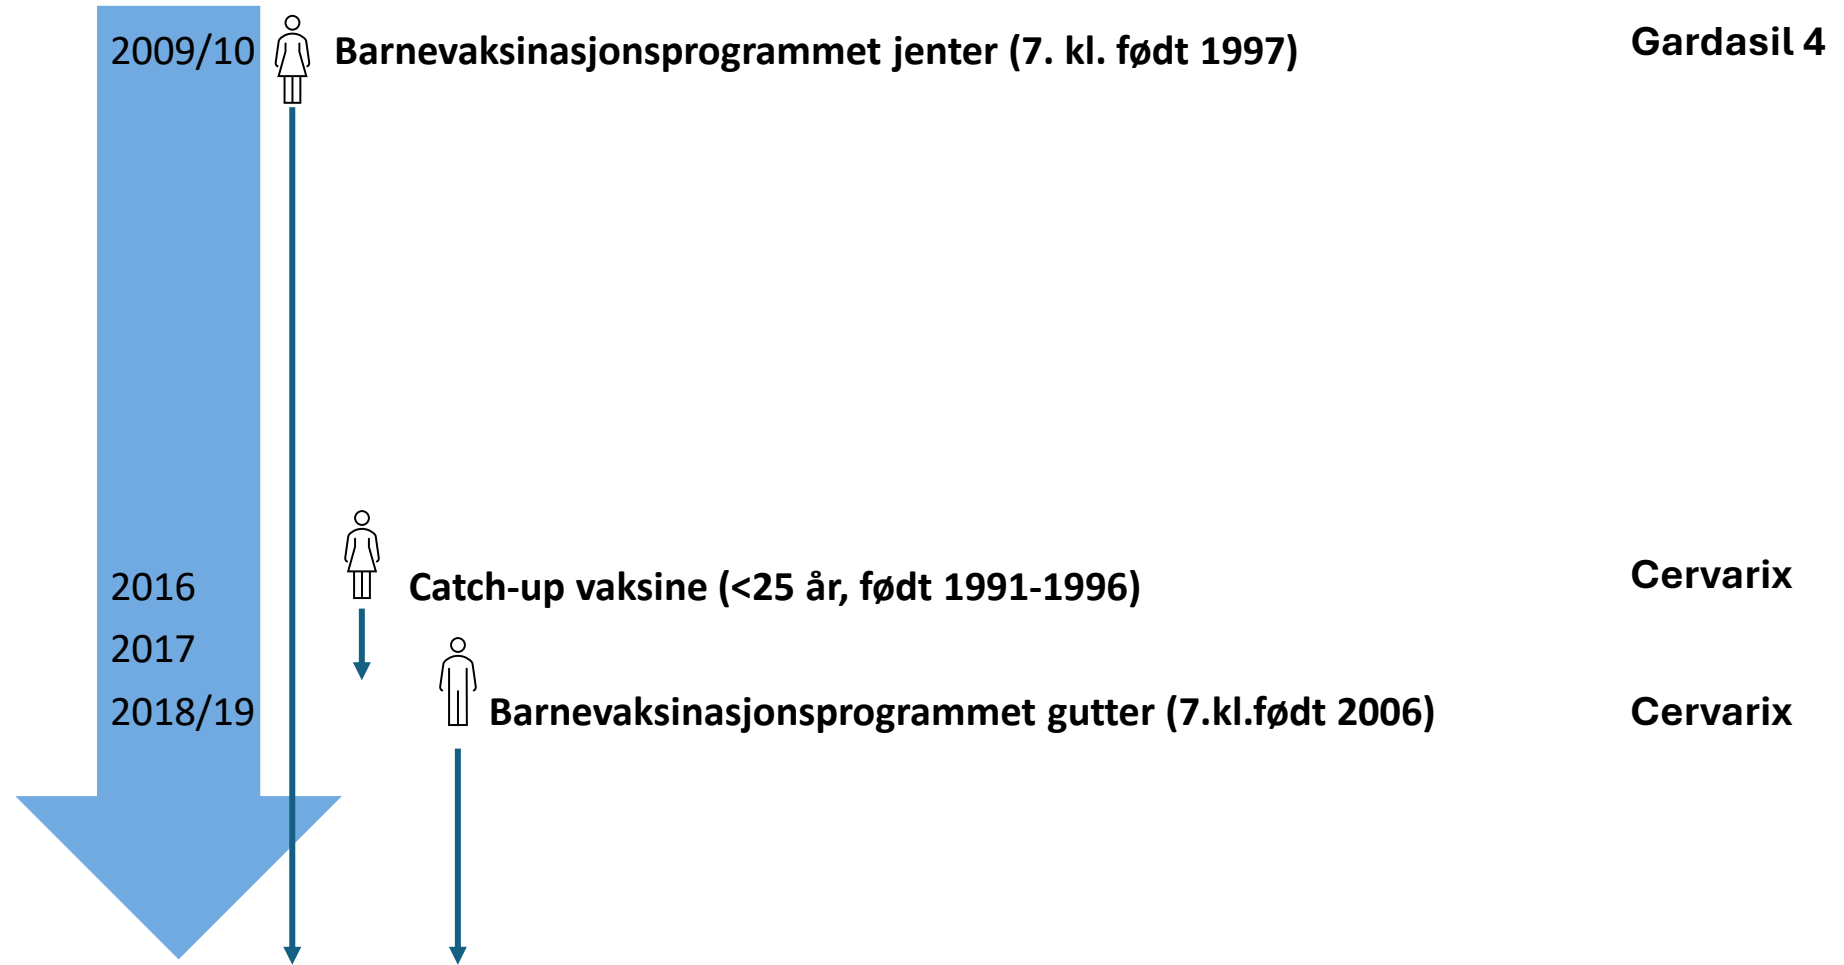 2009/10 Barnevaksinasjonsprogrammet jenter (7. kl. født 1997) Gardasil 4
2016 Catch-up vaksine (<25 år, født 1991-1996) Cervarix
2017
2018/19 Barnevaksinasjonsprogrammet gutter (7.kl.født 2006) Cervarix